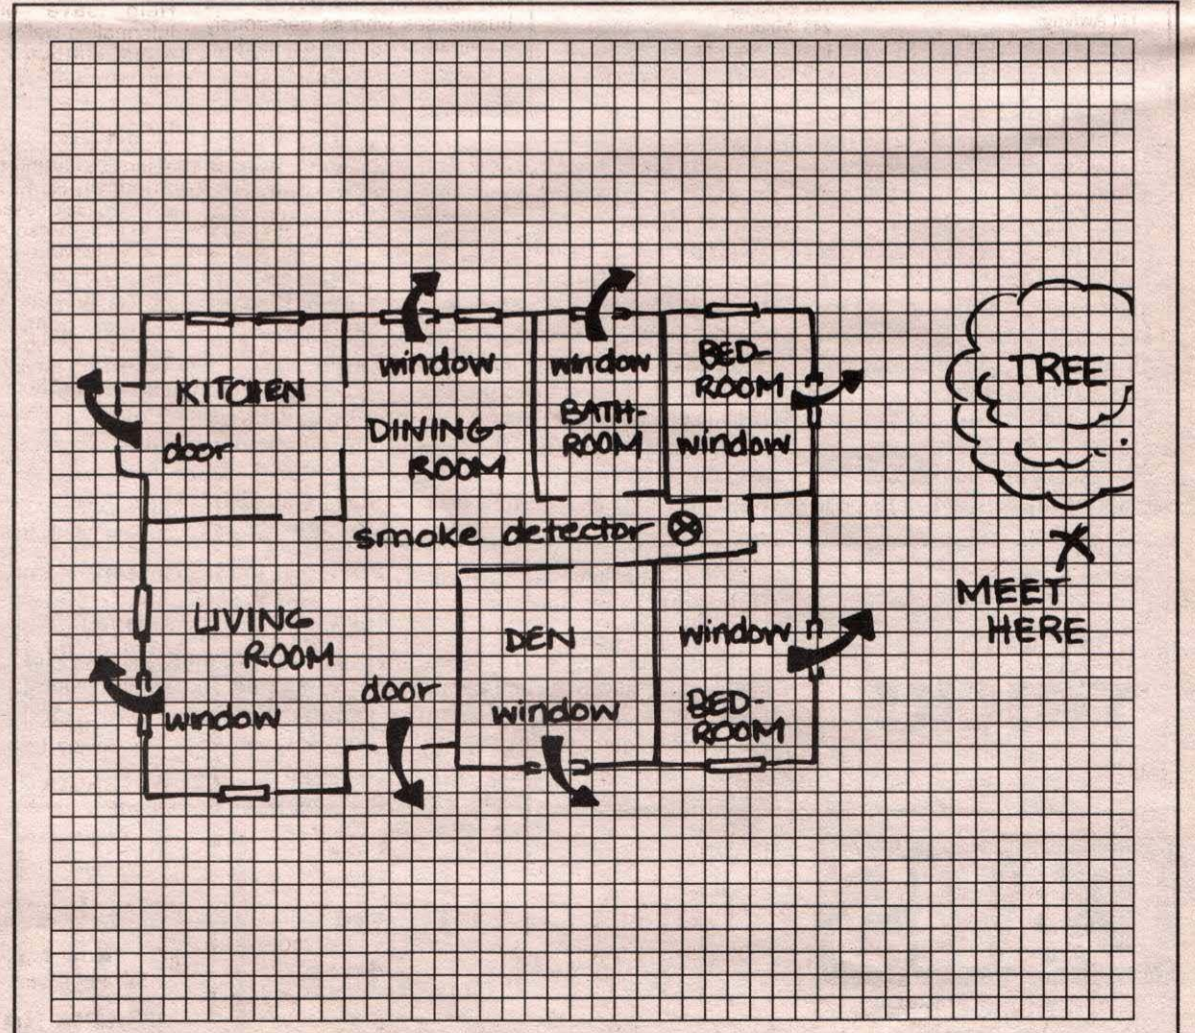 window
window
BED-
ROOM
TREE
KITCHEN
door
DINING-
ROOM
BATH-
ROOM
window
smoke detector
MEET
HERE
LIVING
ROOM
DEN
window
door
window
window
BED-
ROOM